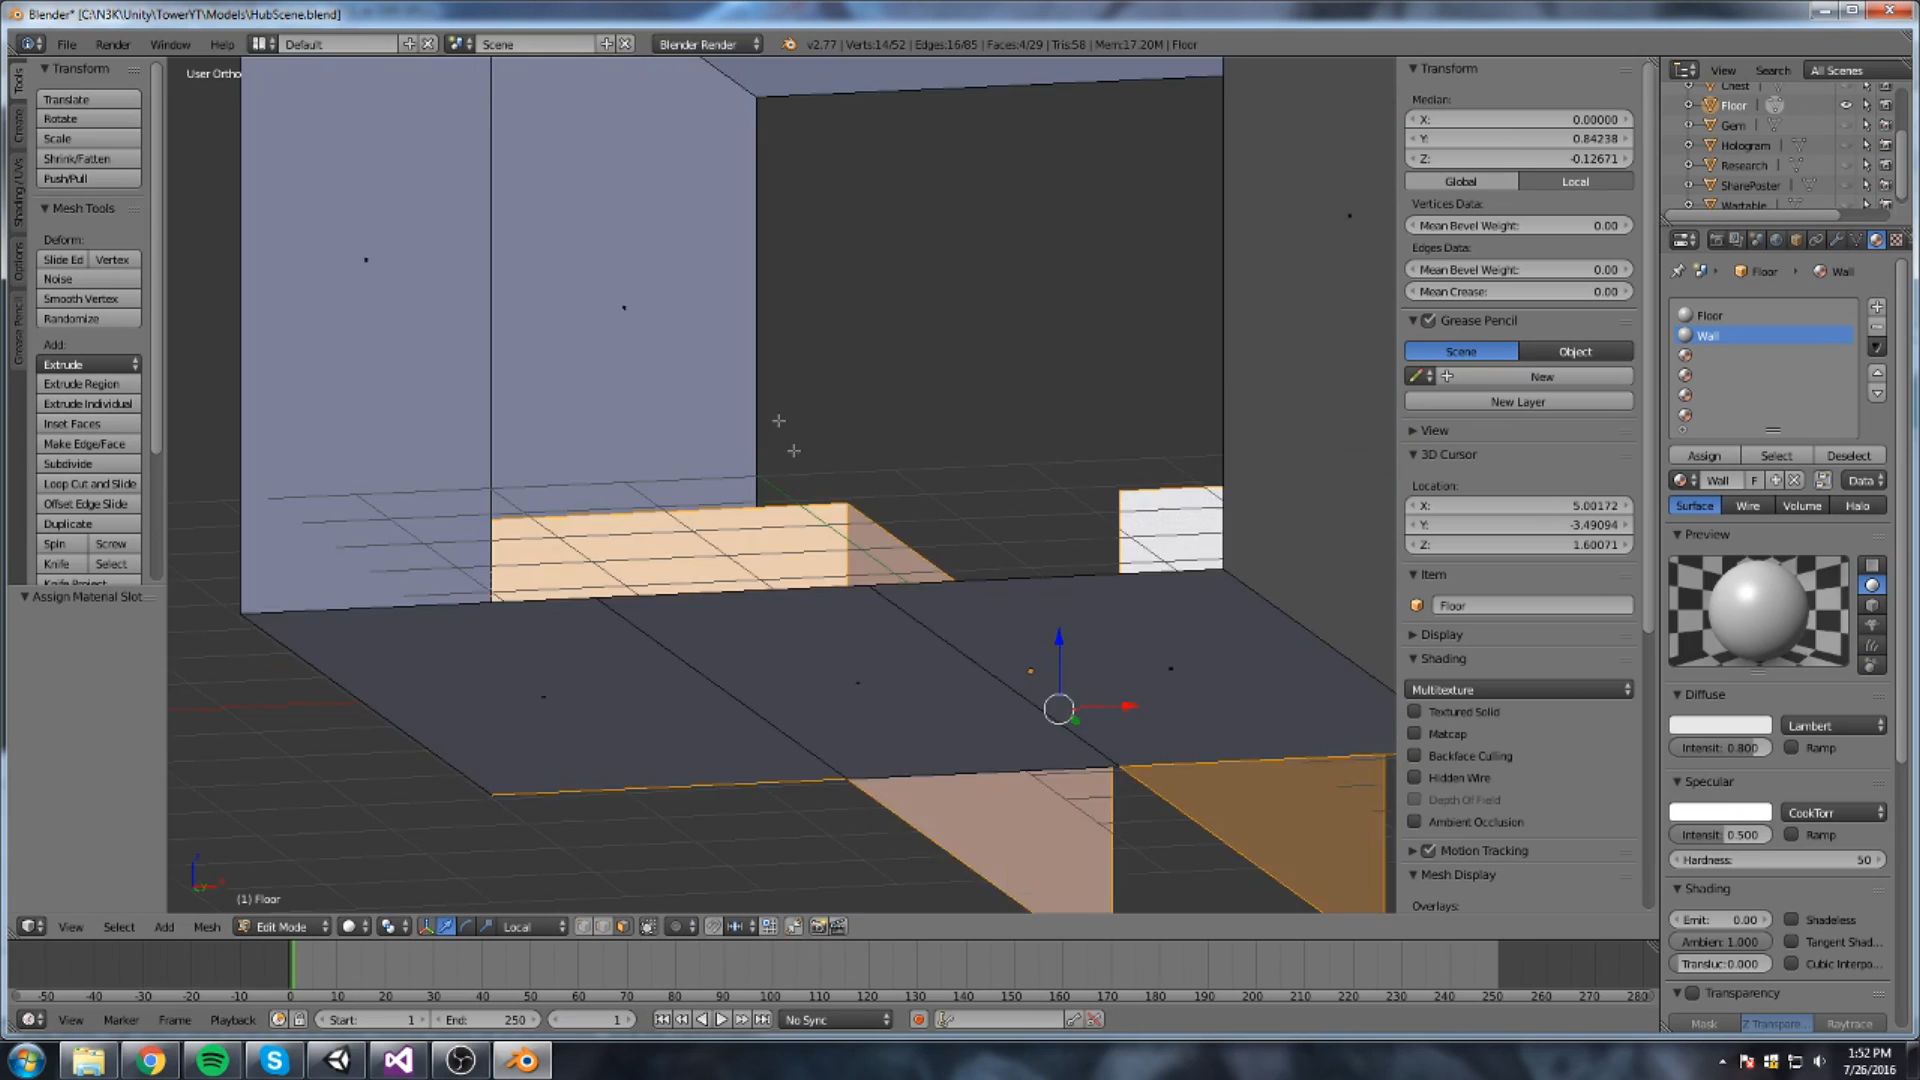 Blender* [C:\N3K\Unity\TowerYT\Models\HubScene.blend]
File Render Window Help Default Scene Blender Render v2.77 | Verts:14/52 | Edges:16/85 | Faces:4/29 | Tris:58 | Mem:17.20M | Floor
Tools
Create
Shading / UVs
Options
Grease Pencil
Transform
Translate
Rotate
Scale
Shrink/Fatten
Push/Pull
Mesh Tools
Deform:
Slide Ed Vertex
Noise
Smooth Vertex
Randomize
Add:
Extrude
Extrude Region
Extrude Individual
Inset Faces
Make Edge/Face
Subdivide
Loop Cut and Slide
Offset Edge Slide
Duplicate
Spin Screw
Knife Select
Knife Project
Assign Material Slot
User Ortho
(1) Floor
Transform
Median:
X: 0.00000
Y: 0.84238
Z: -0.12671
Global Local
Vertices Data:
Mean Bevel Weight: 0.00
Edges Data:
Mean Bevel Weight: 0.00
Mean Crease: 0.00
Grease Pencil
Scene Object
New
New Layer
View
3D Cursor
Location:
X: 5.00172
Y: -3.49094
Z: 1.60071
Item
Floor
Display
Shading
Multitexture
Textured Solid
Matcap
Backface Culling
Hidden Wire
Depth Of Field
Ambient Occlusion
Motion Tracking
Mesh Display
Overlays:
View Search All Scenes
Chest
Floor
Gem
Hologram
Research
SharePoster
Wartable
Floor Wall
Floor
Wall
Assign Select Deselect
Wall F Data
Surface Wire Volume Halo
Preview
Diffuse
Lambert
Intensit: 0.800 Ramp
Specular
CookTorr
Intensit: 0.500 Ramp
Hardness: 50
Shading
Emit: 0.00 Shadeless
Ambien: 1.000 Tangent Shad...
Transluc:0.000 Cubic Interpo...
Transparency
Mask Z Transpare... Raytrace
View Select Add Mesh Edit Mode Local
-50 -40 -30 -20 -10 0 10 20 30 40 50 60 70 80 90 100 110 120 130 140 150 160 170 180 190 200 210 220 230 240 250 260 270 280
View Marker Frame Playback Start: 1 End: 250 1 No Sync
1:52 PM
7/26/2016